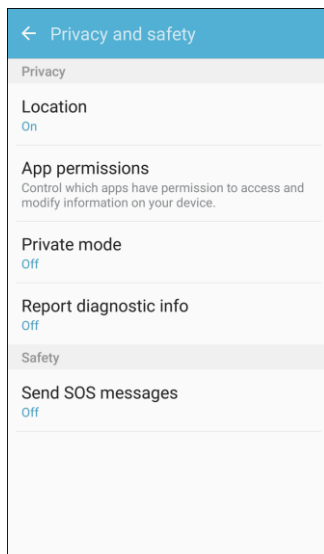 Privacy and safety
Privacy
Location
On
App permissions
Control which apps have permission to access and
modify information on your device.
Private mode
Off
Report diagnostic info
Off
Safety
Send SOS messages
Off